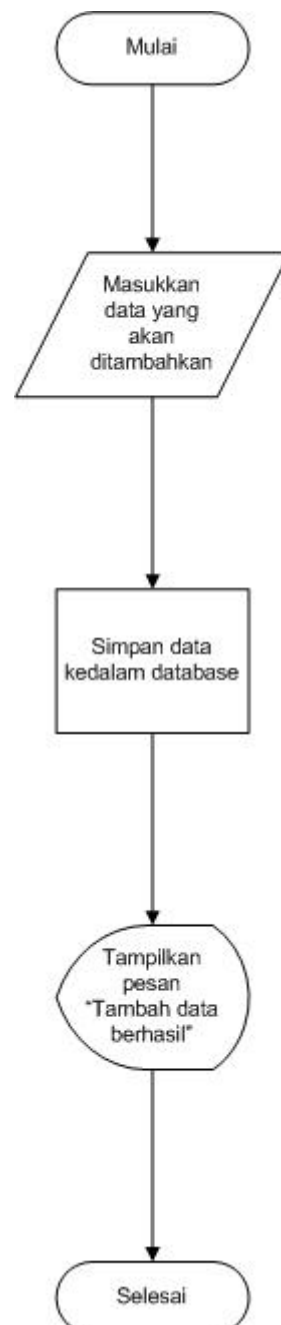 Mulai
Masukkan
data yang
akan
ditambahkan
Simpan data
kedalam database
Tampilkan
pesan
“Tambah data
berhasil”
Selesai